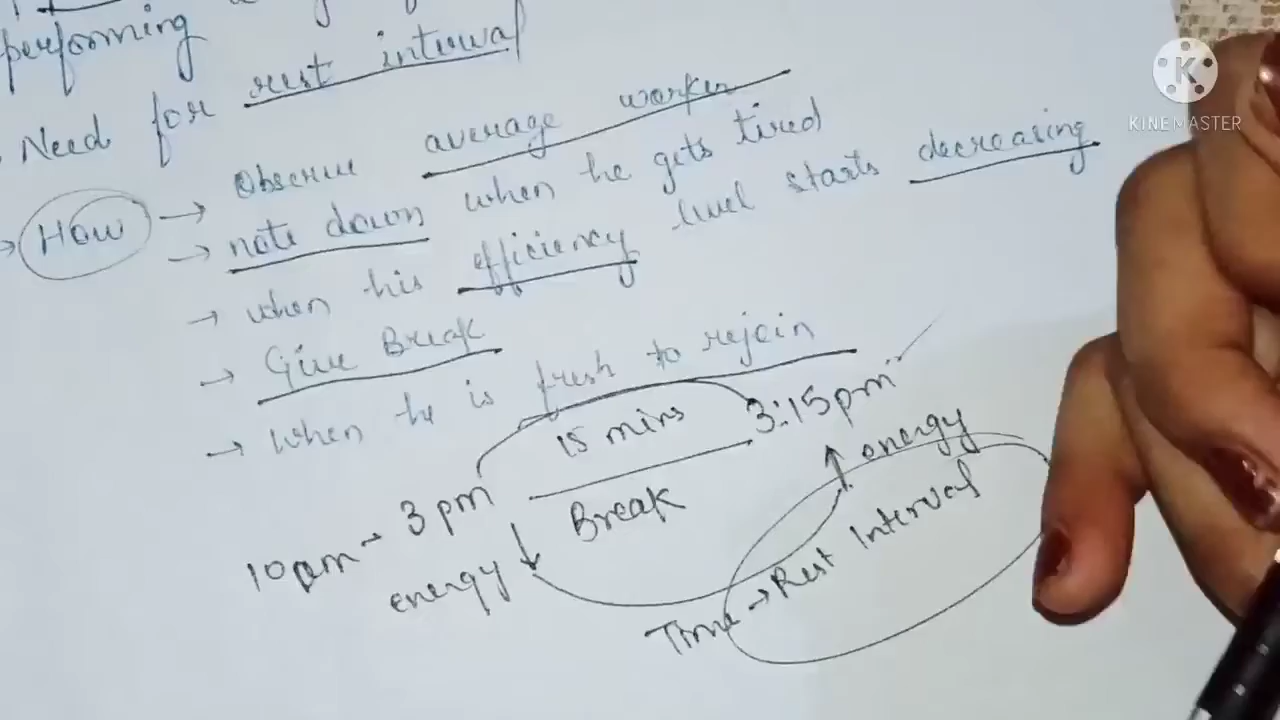 performing
Need for rest interval
How → Observe average worker
→ note down when he gets tired
→ when his efficiency level starts decreasing
→ Give Break
→ when he is fresh to rejoin
15 mins
10am - 3pm Break 3:15pm
energy ↓ ↑ energy
Time → Rest Interval
KINEMASTER